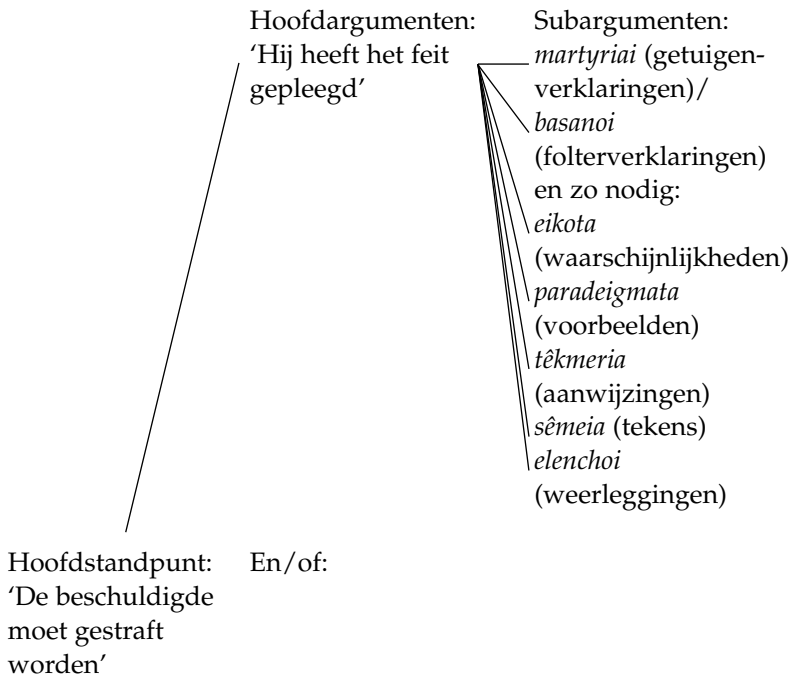 Hoofdargumenten:
‘Hij heeft het feit
gepleegd’
Subargumenten:
martyriai (getuigen-
verklaringen)/
basanoi
(folterverklaringen)
en zo nodig:
eikota
(waarschijnlijkheden)
paradeigmata
(voorbeelden)
têkmeria
(aanwijzingen)
sêmeia (tekens)
elenchoi
(weerleggingen)
Hoofdstandpunt:
‘De beschuldigde
moet gestraft
worden’
En/of: